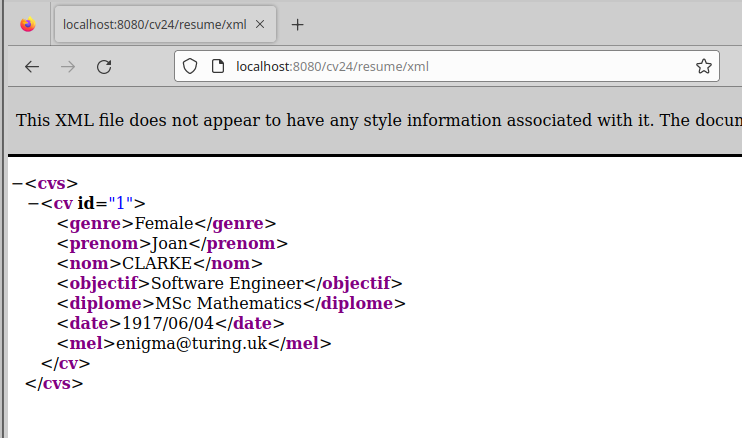 localhost:8080/cv24/resume/xml
localhost:8080/cv24/resume/xml
This XML file does not appear to have any style information associated with it. The
−<cvs>
−<cv id="1">
<genre>Female</genre>
<prenom>Joan</prenom>
<nom>CLARKE</nom>
<objectif>Software Engineer</objectif>
<diplome>MSc Mathematics</diplome>
<date>1917/06/04</date>
<mel>enigma@turing.uk</mel>
</cv>
</cvs>